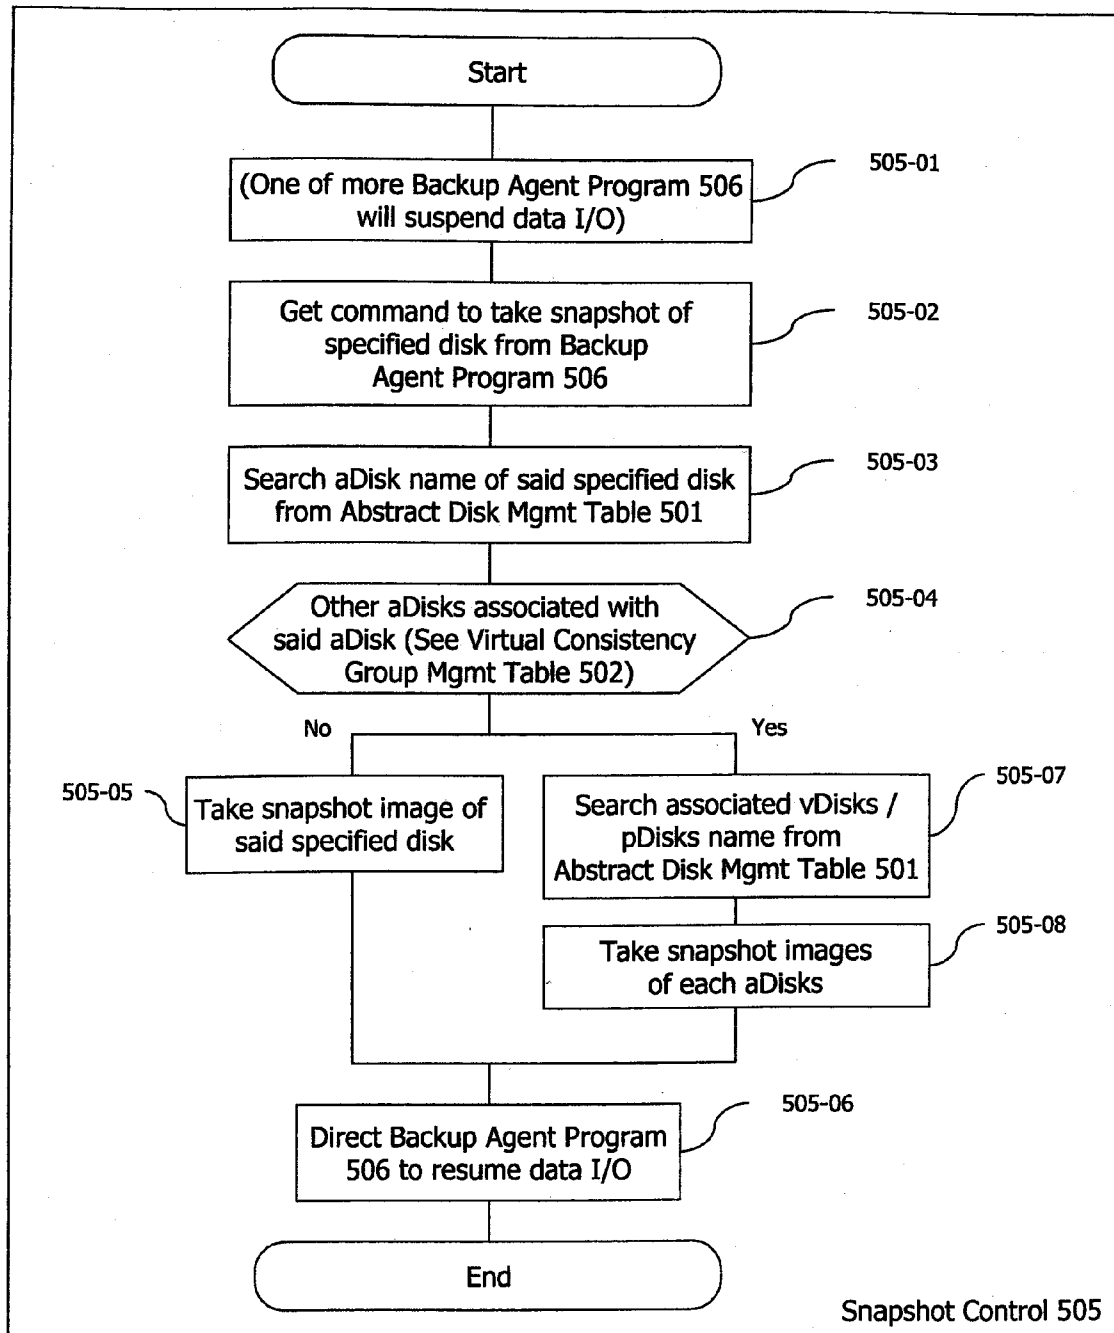 Start
(One of more Backup Agent Program 506
will suspend data I/O)
505-01
Get command to take snapshot of
specified disk from Backup
Agent Program 506
505-02
Search aDisk name of said specified disk
from Abstract Disk Mgmt Table 501
505-03
Other aDisks associated with
said aDisk (See Virtual Consistency
Group Mgmt Table 502)
505-04
No
Yes
505-05
Take snapshot image of
said specified disk
Search associated vDisks /
pDisks name from
Abstract Disk Mgmt Table 501
505-07
Take snapshot images
of each aDisks
505-08
Direct Backup Agent Program
506 to resume data I/O
505-06
End
Snapshot Control 505